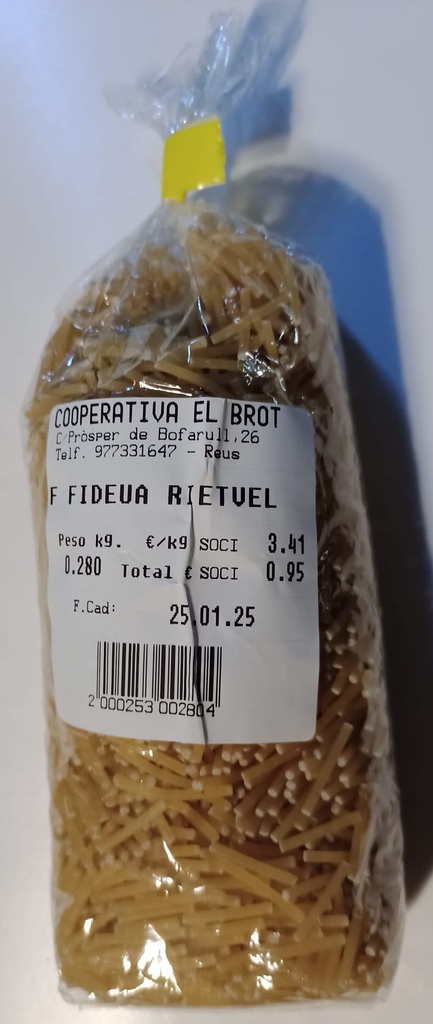 COOPERATIVA EL BROT
C/Pròsper de Bofarull,26
Telf. 977331647 - Reus
F FIDEUA RIETVEL
Peso kg. €/kg SOCI 3.41
0.280 Total € SOCI 0.95
F.Cad: 25.01.25
2 000253 002804